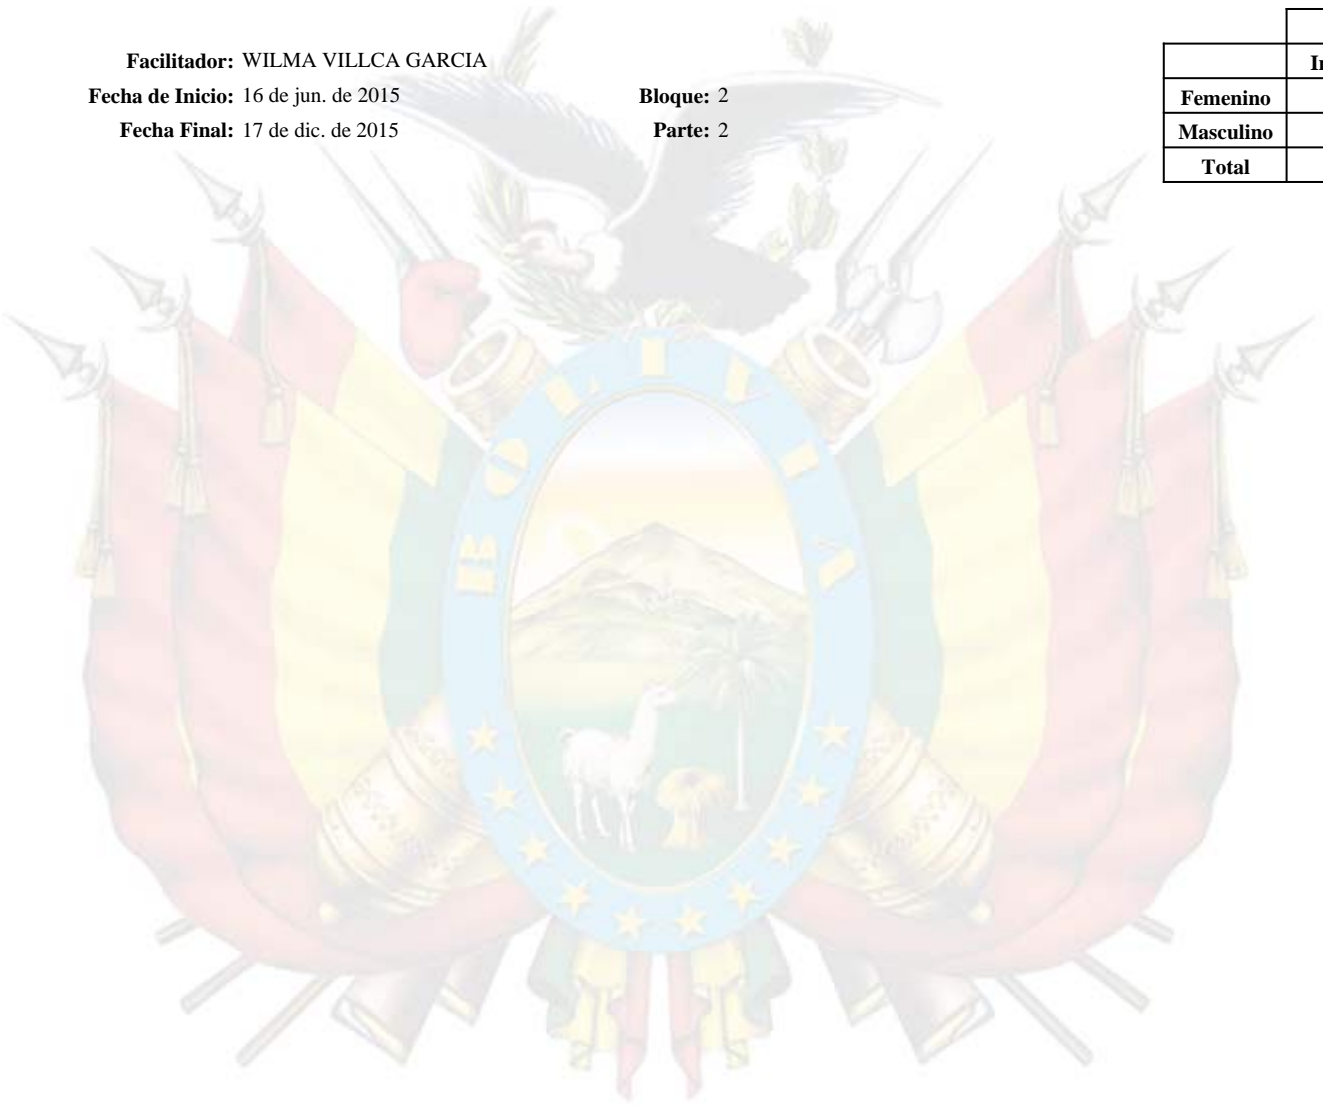 Facilitador: WILMA VILLCA GARCIA
Fecha de Inicio: 16 de jun. de 2015 Bloque: 2
Fecha Final: 17 de dic. de 2015 Parte: 2
Femenino
Masculino
Total
BOLIVIA